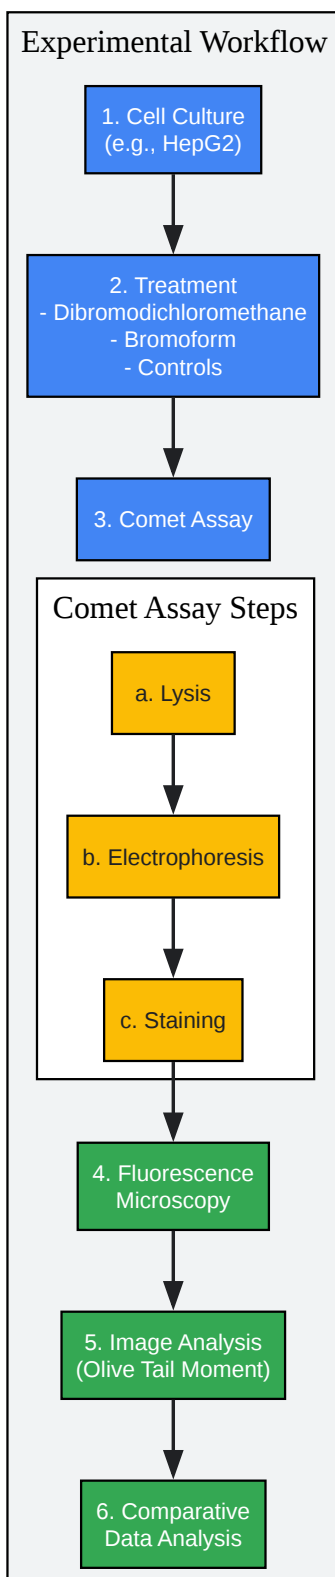 Experimental Workflow
1. Cell Culture
(e.g., HepG2)
2. Treatment
- Dibromodichloromethane
- Bromoform
- Controls
3. Comet Assay
Comet Assay Steps
a. Lysis
b. Electrophoresis
c. Staining
4. Fluorescence
Microscopy
5. Image Analysis
(Olive Tail Moment)
6. Comparative
Data Analysis